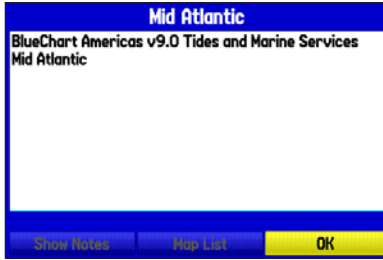 Mid Atlantic
BlueChart Americas v9.0 Tides and Marine Services
Mid Atlantic
Show Notes Map List OK